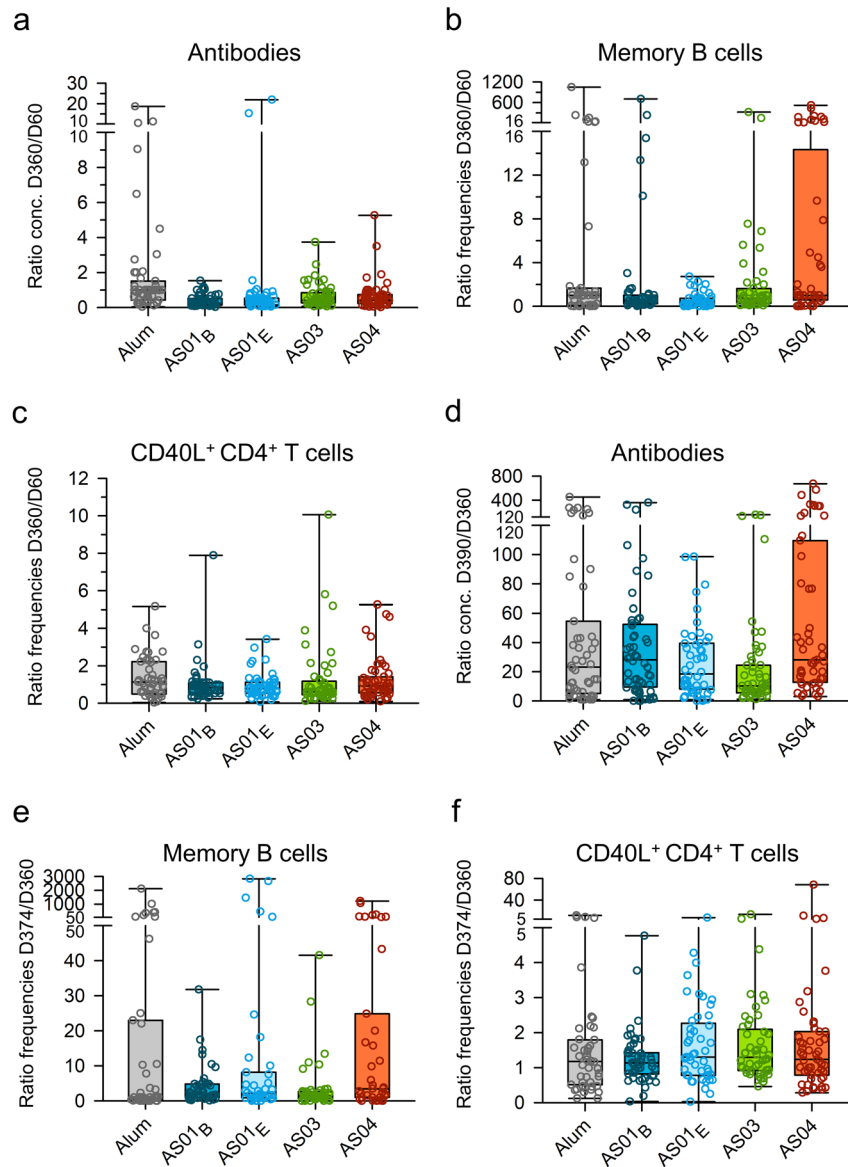 a
Antibodies
Ratio conc. D360/D60
30
20
10
6
5
4
3
2
1
0
Alum
AS01B
AS01E
AS03
AS04
b
Memory B cells
Ratio frequencies D360/D60
1200
600
16
16
12
8
4
2
0
Alum
AS01B
AS01E
AS03
AS04
c
CD40L+ CD4+ T cells
Ratio frequencies D360/D60
12
10
8
6
4
2
1
0
Alum
AS01B
AS01E
AS03
AS04
d
Antibodies
Ratio conc. D390/D360
800
400
120
120
100
80
60
40
20
0
Alum
AS01B
AS01E
AS03
AS04
e
Memory B cells
Ratio frequencies D374/D360
3000
2000
1000
50
50
40
30
20
10
0
Alum
AS01B
AS01E
AS03
AS04
f
CD40L+ CD4+ T cells
Ratio frequencies D374/D360
80
40
5
5
4
3
2
1
0
Alum
AS01B
AS01E
AS03
AS04